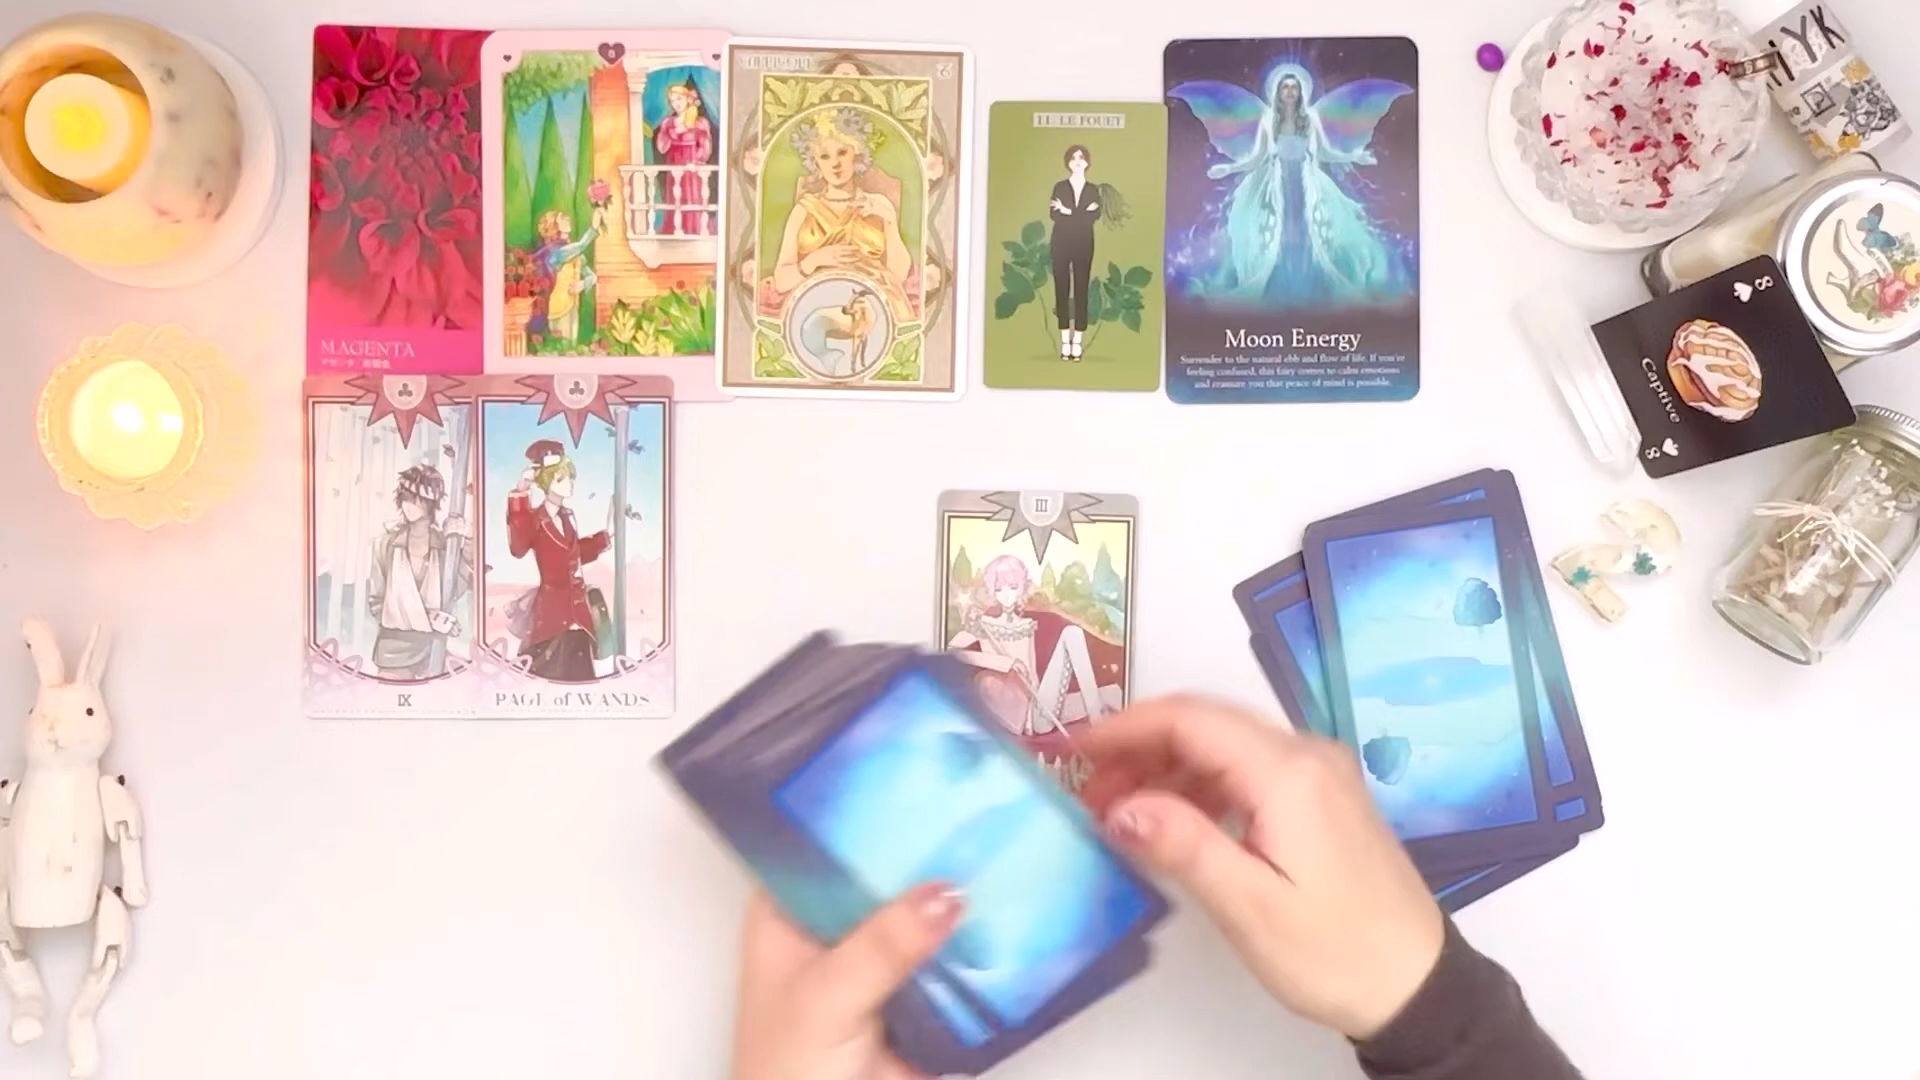 11. LE FOUET
Moon Energy
Surrender to the natural ebb and flow of life. If you're
feeling confused, this fairy comes to calm emotions
and reassure you that peace of mind is possible.
MAGENTA
マゼンタ
8
2
8
Captive
8
III
IX
PAGE of WANDS